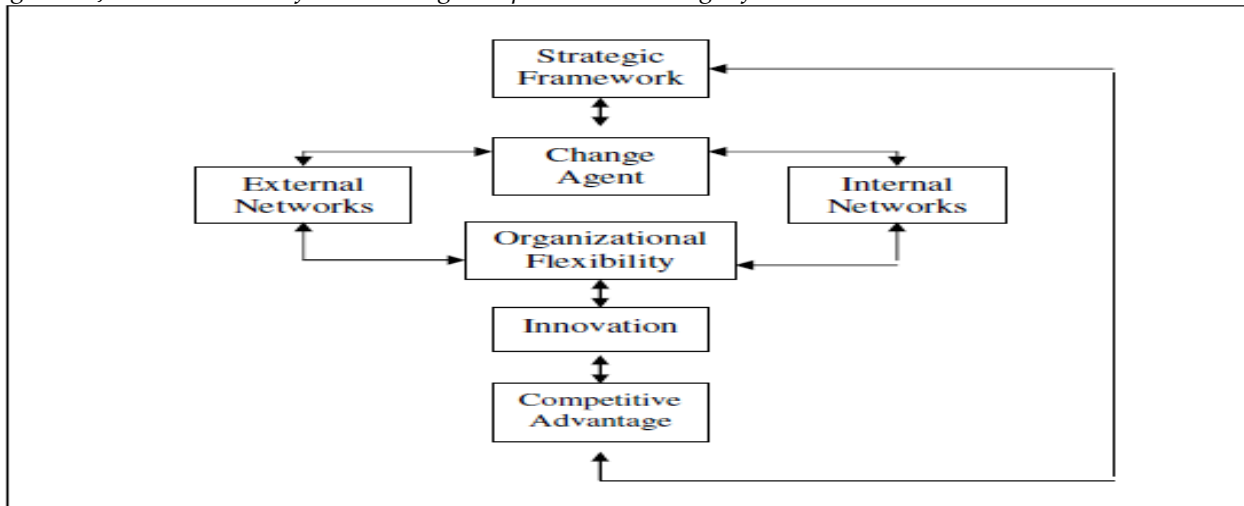 Strategic
Framework
Change
Agent
External
Networks
Internal
Networks
Organizational
Flexibility
Innovation
Competitive
Advantage